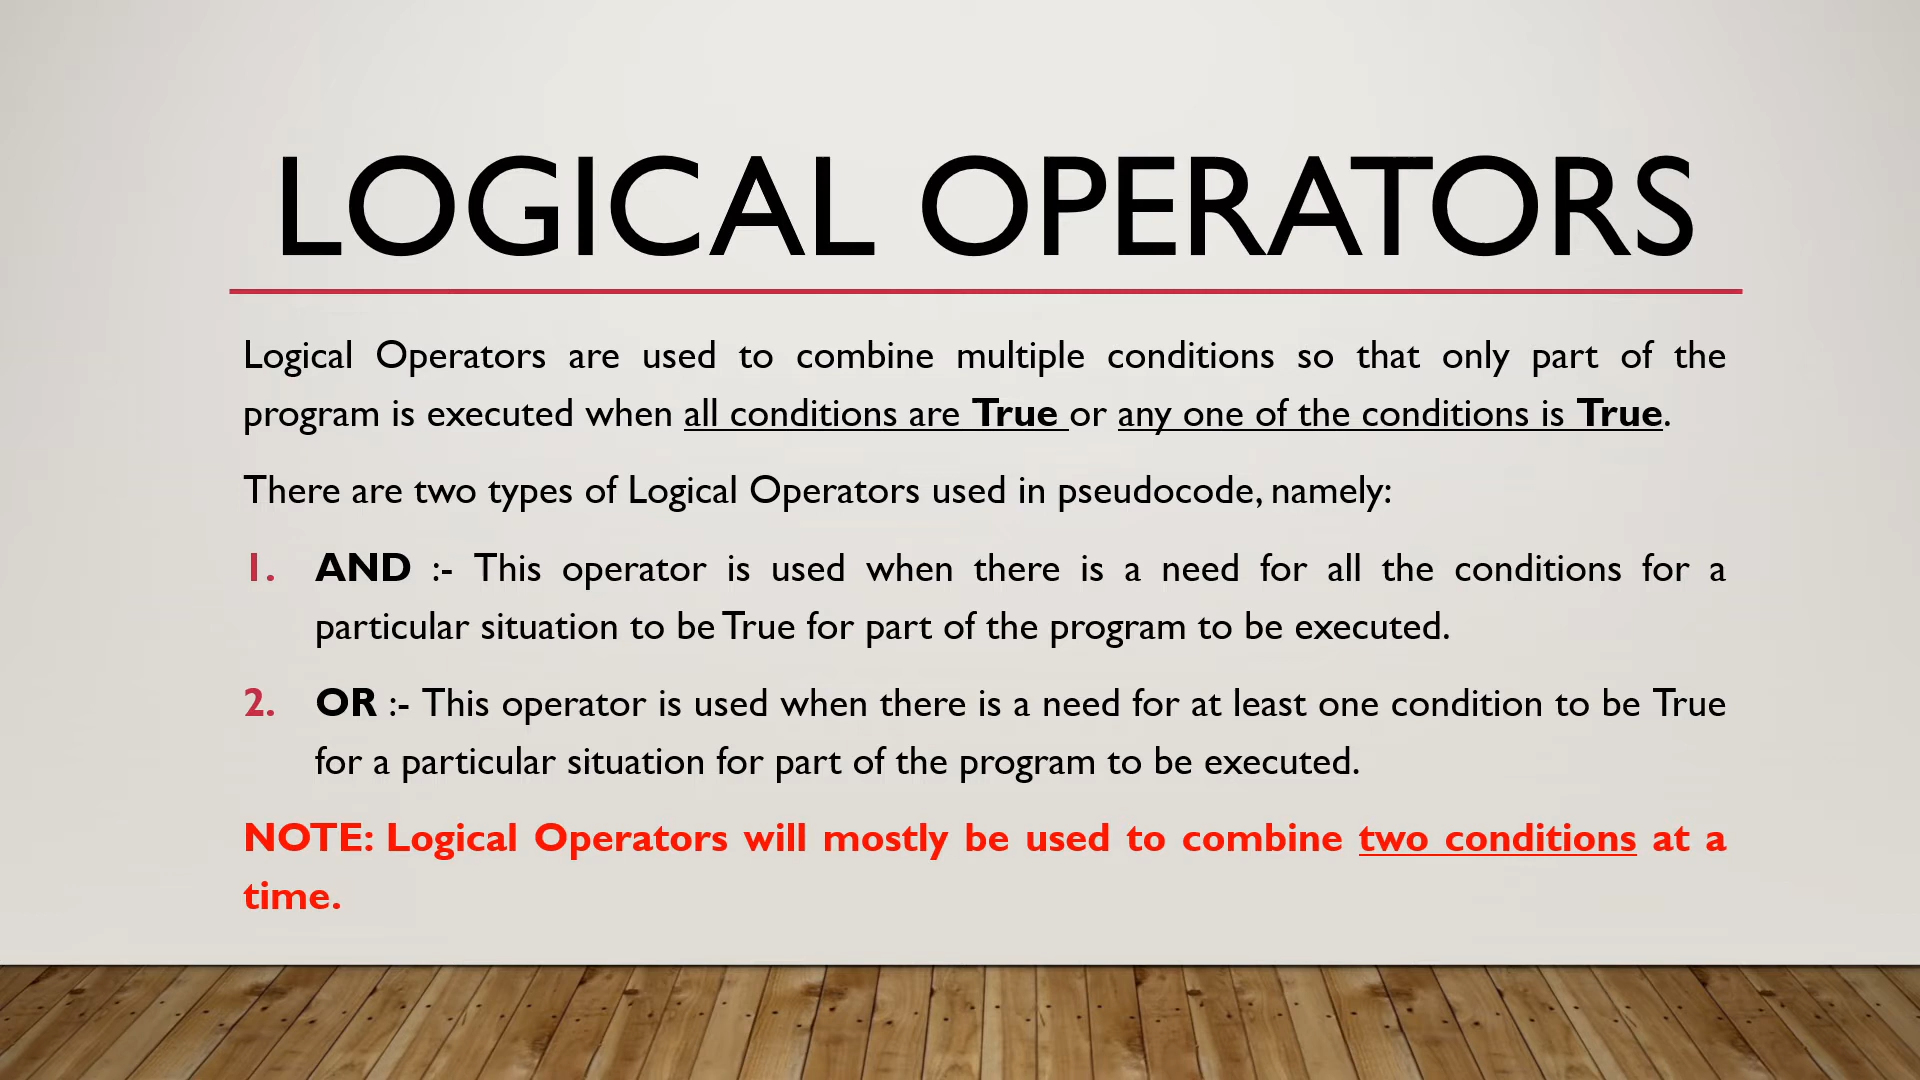 LOGICAL OPERATORS
Logical Operators are used to combine multiple conditions so that only part of the
program is executed when all conditions are True or any one of the conditions is True.
There are two types of Logical Operators used in pseudocode, namely:
1. AND :- This operator is used when there is a need for all the conditions for a
particular situation to be True for part of the program to be executed.
2. OR :- This operator is used when there is a need for at least one condition to be True
for a particular situation for part of the program to be executed.
NOTE: Logical Operators will mostly be used to combine two conditions at a
time.